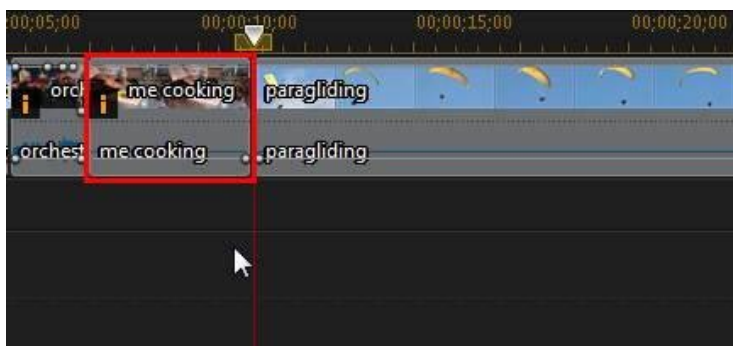 :00;05;00 00;00;10;00 00;00;15;00 00;00;20;00
orch i me cooking paragliding
i
orchest me cooking paragliding